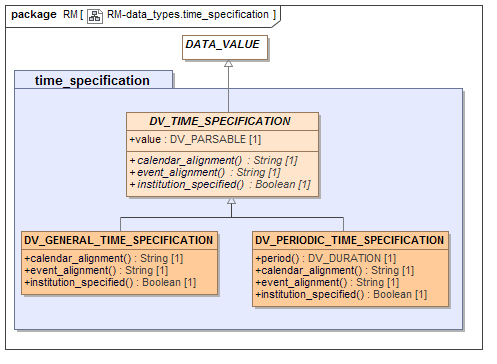 package RM [ RM-data_types.time_specification ]
DATA_VALUE
time_specification
DV_TIME_SPECIFICATION
+value : DV_PARSABLE [1]
+calendar_alignment() : String [1]
+event_alignment() : String [1]
+institution_specified() : Boolean [1]
DV_GENERAL_TIME_SPECIFICATION
+calendar_alignment() : String [1]
+event_alignment() : String [1]
+institution_specified() : Boolean [1]
DV_PERIODIC_TIME_SPECIFICATION
+period() : DV_DURATION [1]
+calendar_alignment() : String [1]
+event_alignment() : String [1]
+institution_specified() : Boolean [1]